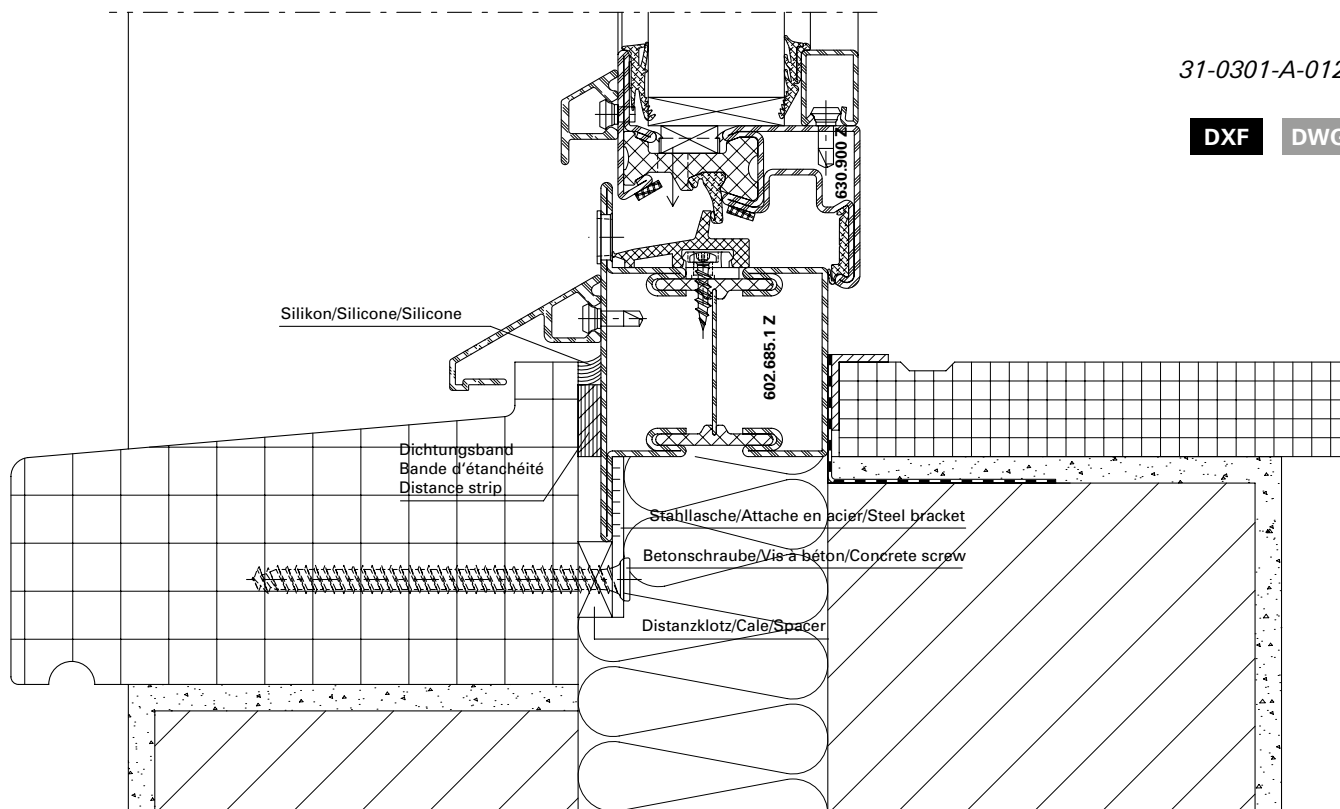 31-0301-A-012
DXF DWG
630.900 Z
Silikon/Silicone/Silicone
602.685.1 Z
Dichtungsband
Bande d'étanchéité
Distance strip
Stahllasche/Attache en acier/Steel bracket
Betonschraube/Vis à béton/Concrete screw
Distanzklotz/Cale/Spacer